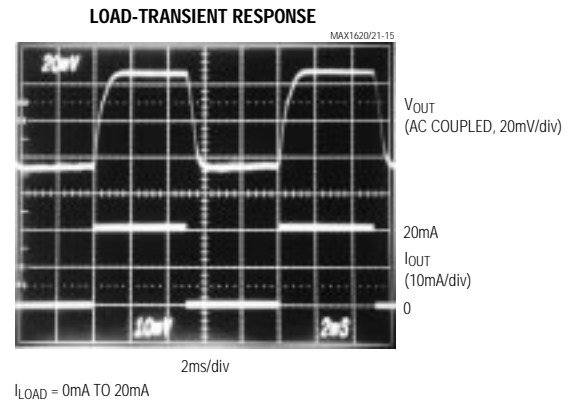 LOAD-TRANSIENT RESPONSE
MAX1620/21-15
20mV
VOUT
(AC COUPLED, 20mV/div)
20mA
IOUT
(10mA/div)
0
10mV
2mS
2ms/div
ILOAD = 0mA TO 20mA